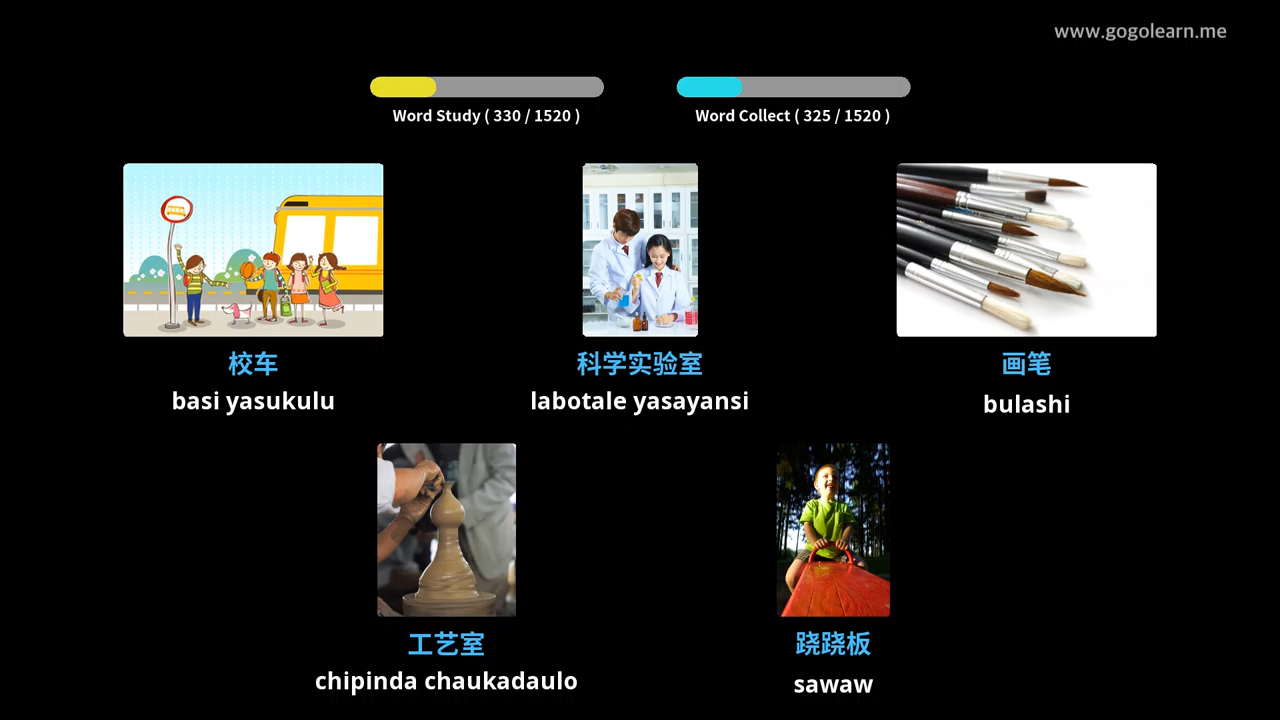 www.gogolearn.me
Word Study ( 330 / 1520 )
Word Collect ( 325 / 1520 )
校车
basi yasukulu
科学实验室
labotale yasayansi
画笔
bulashi
工艺室
chipinda chaukadaulo
跷跷板
sawaw